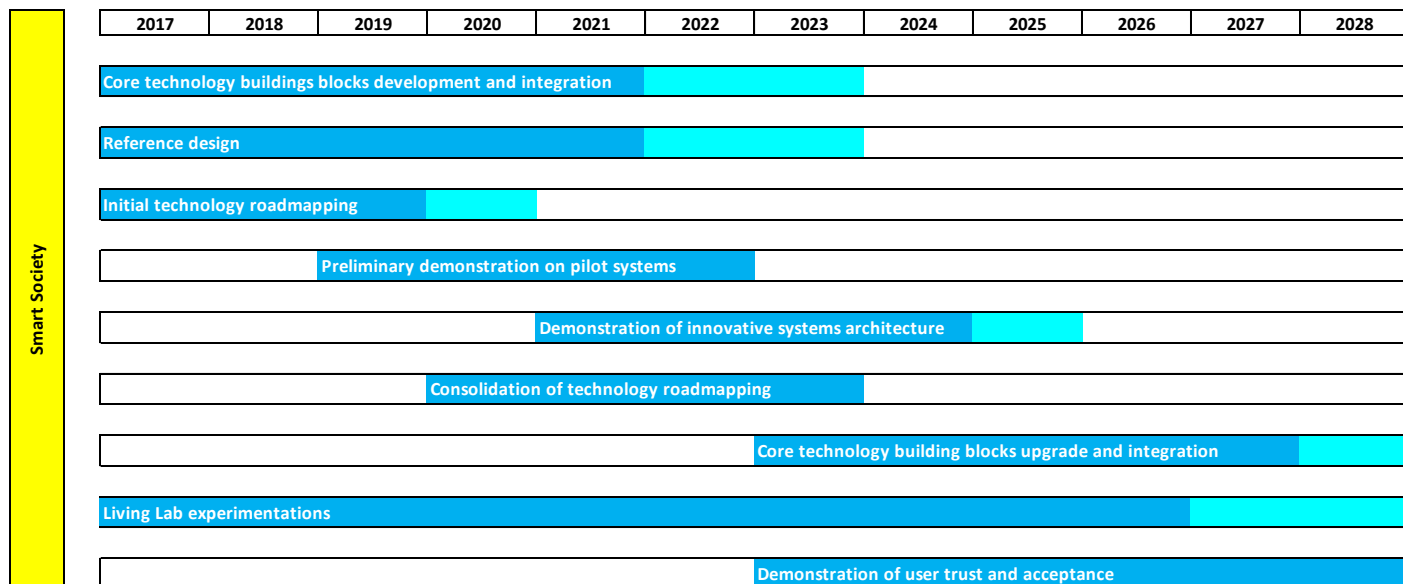 2017 2018 2019 2020 2021 2022 2023 2024 2025 2026 2027 2028
Smart Society
Core technology buildings blocks development and integration
Reference design
Initial technology roadmapping
Preliminary demonstration on pilot systems
Demonstration of innovative systems architecture
Consolidation of technology roadmapping
Core technology building blocks upgrade and integration
Living Lab experimentations
Demonstration of user trust and acceptance